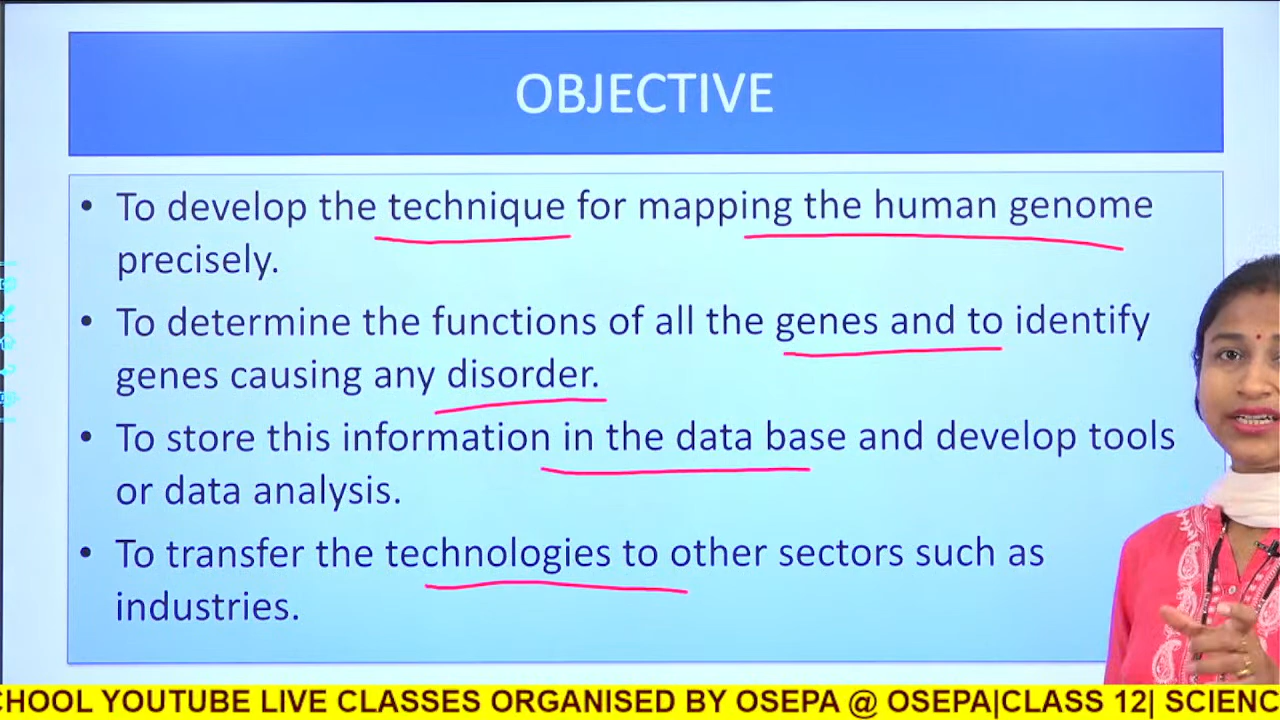 OBJECTIVE
• To develop the technique for mapping the human genome
precisely.
• To determine the functions of all the genes and to identify
genes causing any disorder.
• To store this information in the data base and develop tools
or data analysis.
• To transfer the technologies to other sectors such as
industries.
CHOOL YOUTUBE LIVE CLASSES ORGANISED BY OSEPA @ OSEPA|CLASS 12| SCIENC